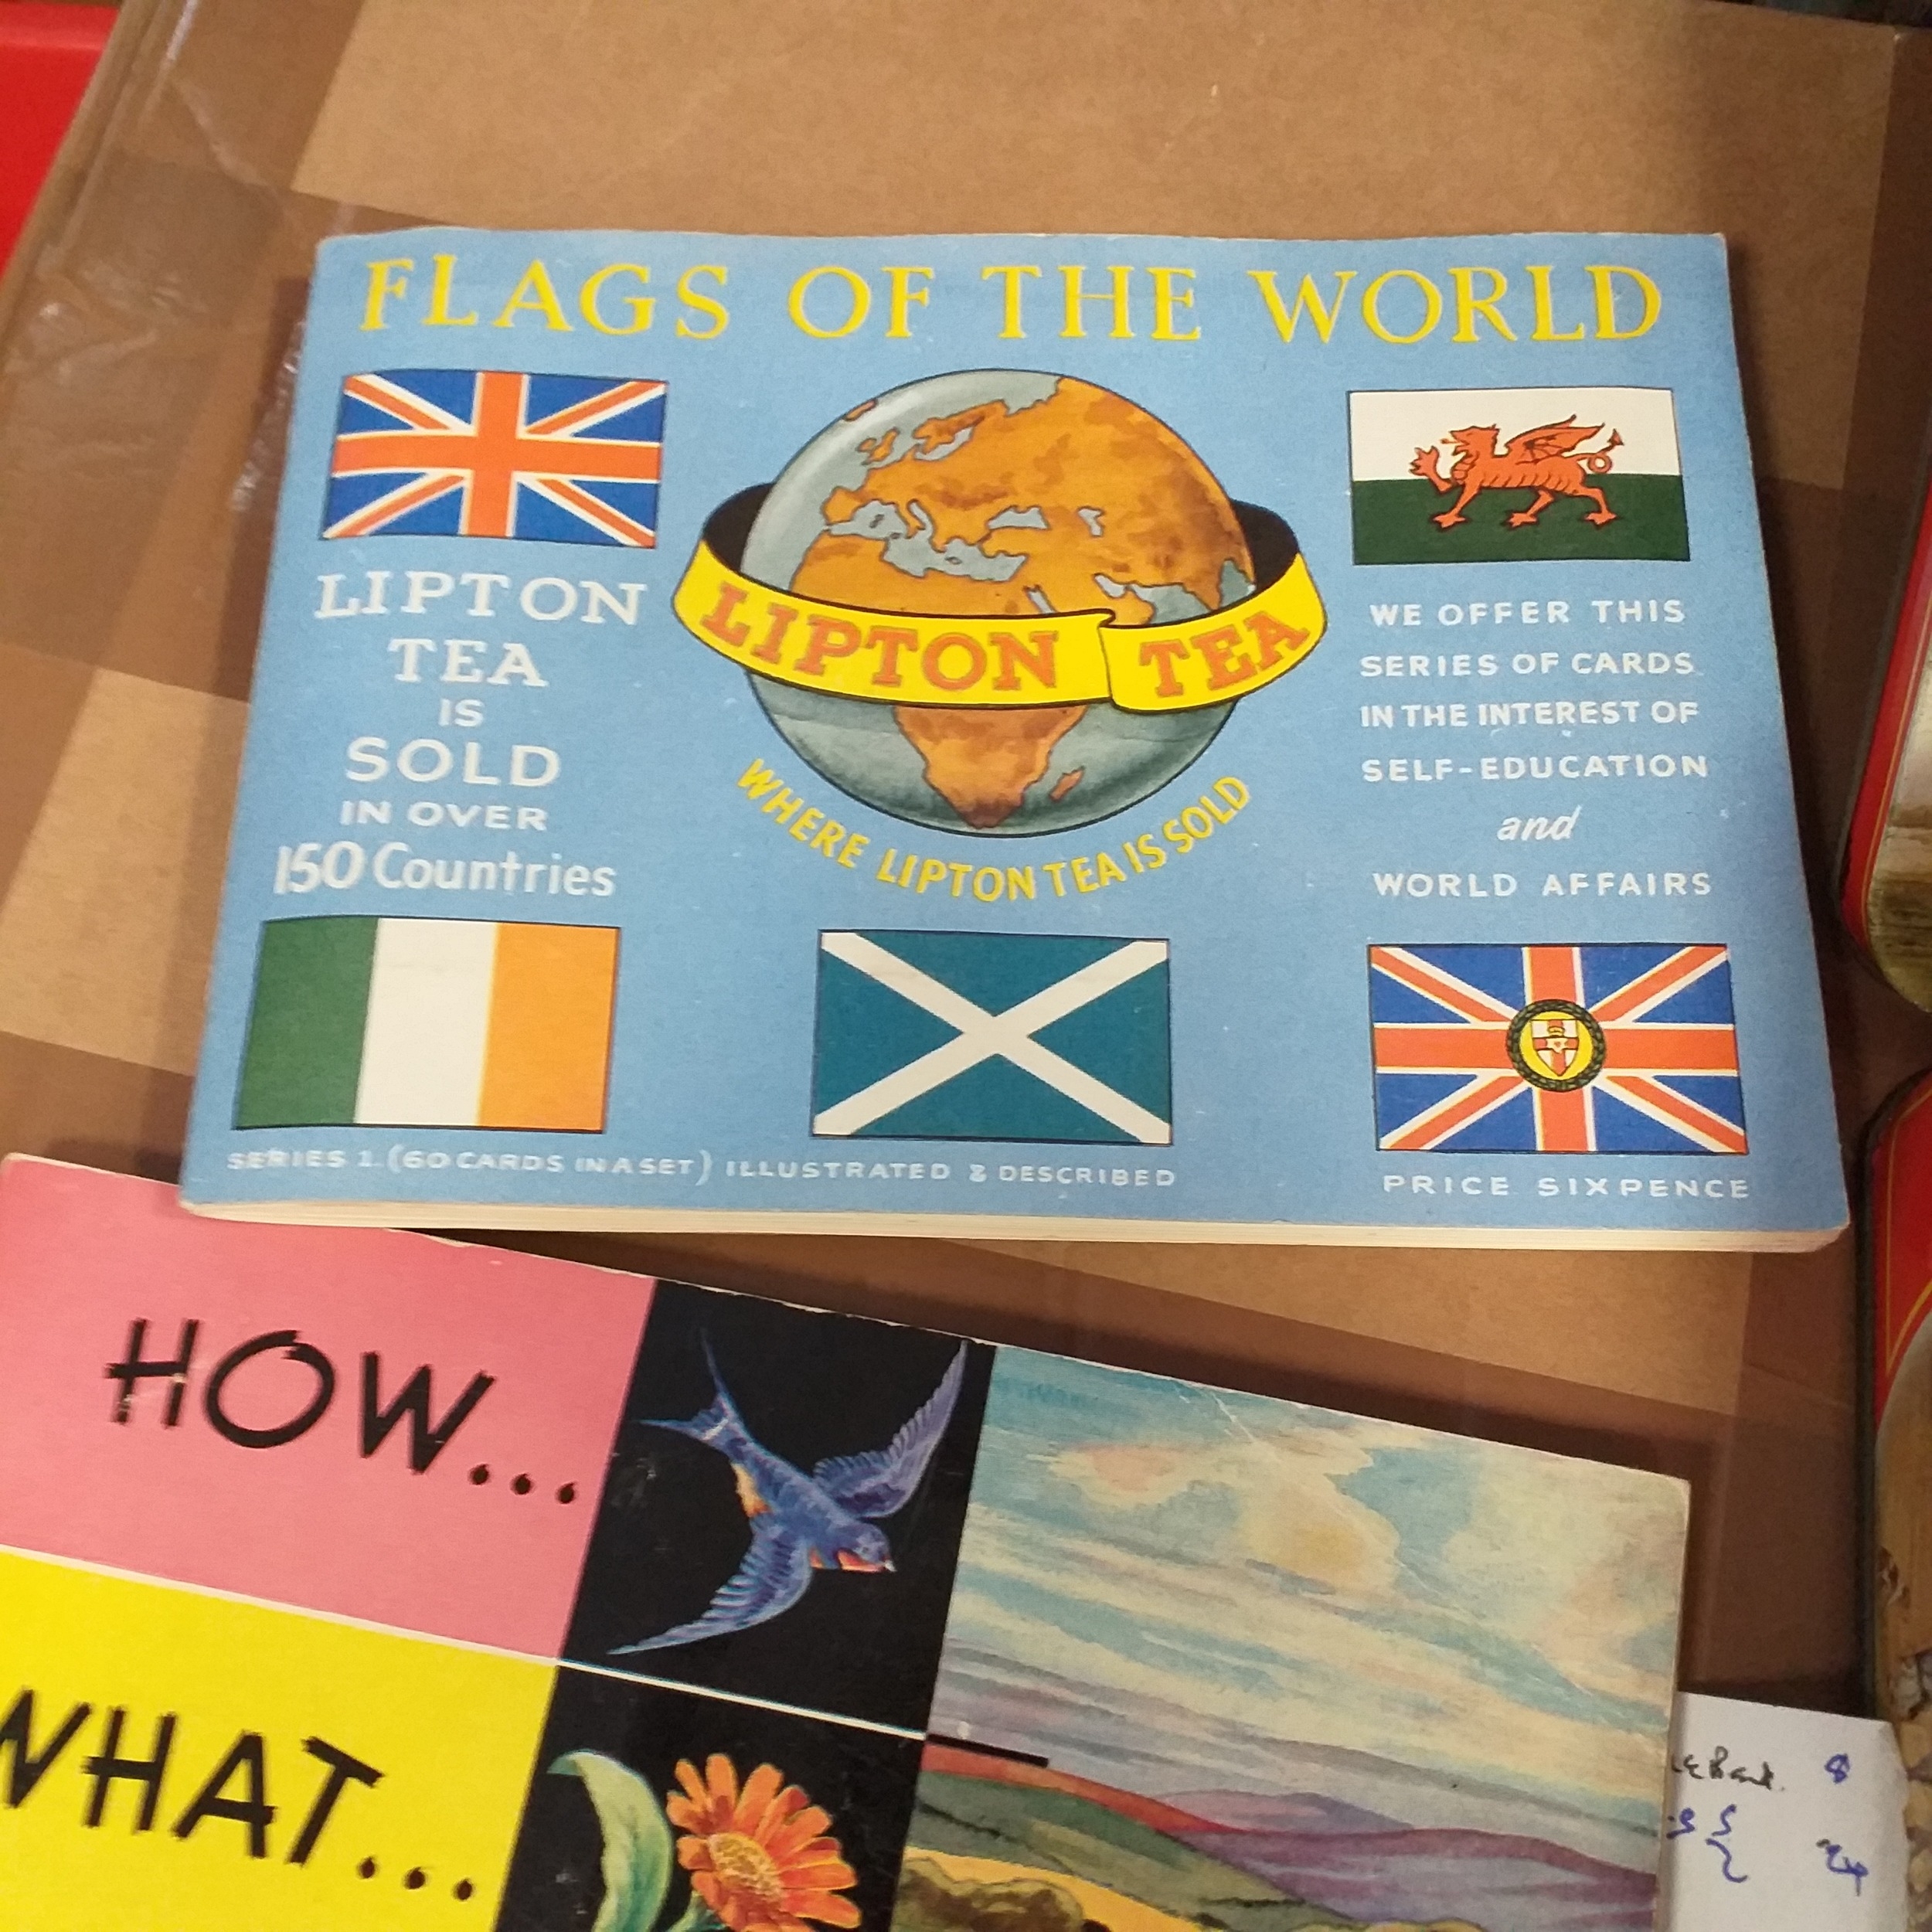 FLAGS OF THE WORLD
LIPTON
TEA
IS
SOLD
IN OVER
150 Countries
LIPTON TEA
WHERE LIPTON TEA IS SOLD
WE OFFER THIS
SERIES OF CARDS
IN THE INTEREST OF
SELF-EDUCATION
and
WORLD AFFAIRS
SERIES 1 (60 CARDS IN A SET) ILLUSTRATED & DESCRIBED
PRICE SIXPENCE
HOW...
WHAT...